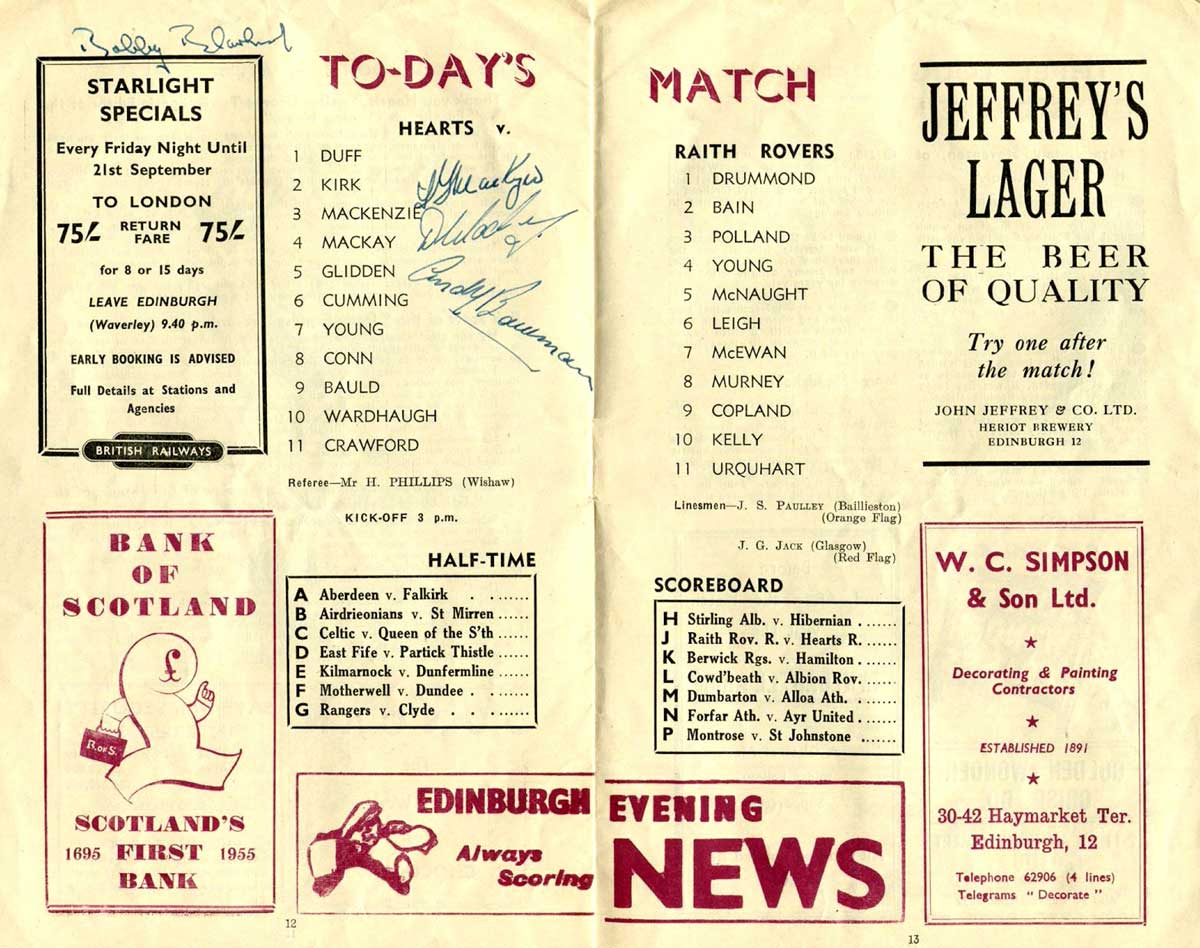 Bobby
STARLIGHT
SPECIALS
Every Friday Night Until
21st September
TO LONDON
75/- RETURN FARE 75/-
for 8 or 15 days
LEAVE EDINBURGH
(Waverley) 9.40 p.m.
EARLY BOOKING IS ADVISED
Full Details at Stations and
Agencies
BRITISH RAILWAYS
BANK
OF
SCOTLAND
£
B. OF S.
SCOTLAND'S
1695 FIRST 1955
BANK
TO-DAY'S
HEARTS v.
1 DUFF
2 KIRK
3 MACKENZIE
4 MACKAY
5 GLIDDEN
6 CUMMING
7 YOUNG
8 CONN
9 BAULD
10 WARDHAUGH
11 CRAWFORD
Mackenzie
D Mackay
Andy Bowman
Referee—Mr H. PHILLIPS (Wishaw)
KICK-OFF 3 p.m.
HALF-TIME
A Aberdeen v. Falkirk . .......
B Airdrieonians v. St Mirren ......
C Celtic v. Queen of the S'th ......
D East Fife v. Partick Thistle ......
E Kilmarnock v. Dunfermline ......
F Motherwell v. Dundee . .......
G Rangers v. Clyde . . .......
12
MATCH
RAITH ROVERS
1 DRUMMOND
2 BAIN
3 POLLAND
4 YOUNG
5 McNAUGHT
6 LEIGH
7 McEWAN
8 MURNEY
9 COPLAND
10 KELLY
11 URQUHART
Linesmen—J. S. PAULLEY (Baillieston)
(Orange Flag)
J. G. JACK (Glasgow)
(Red Flag)
SCOREBOARD
H Stirling Alb. v. Hibernian .......
J Raith Rov. R. v. Hearts R. ......
K Berwick Rgs. v. Hamilton .......
L Cowd'beath v. Albion Rov. ......
M Dumbarton v. Alloa Ath. .......
N Forfar Ath. v. Ayr United .......
P Montrose v. St Johnstone ......
EDINBURGH EVENING
Always
Scoring
NEWS
JEFFREY'S
LAGER
THE BEER
OF QUALITY
Try one after
the match!
JOHN JEFFREY & CO. LTD.
HERIOT BREWERY
EDINBURGH 12
W. C. SIMPSON
& Son Ltd.
Decorating & Painting
Contractors
ESTABLISHED 1891
30-42 Haymarket Ter.
Edinburgh, 12
Telephone 62906 (4 lines)
Telegrams "Decorate"
13